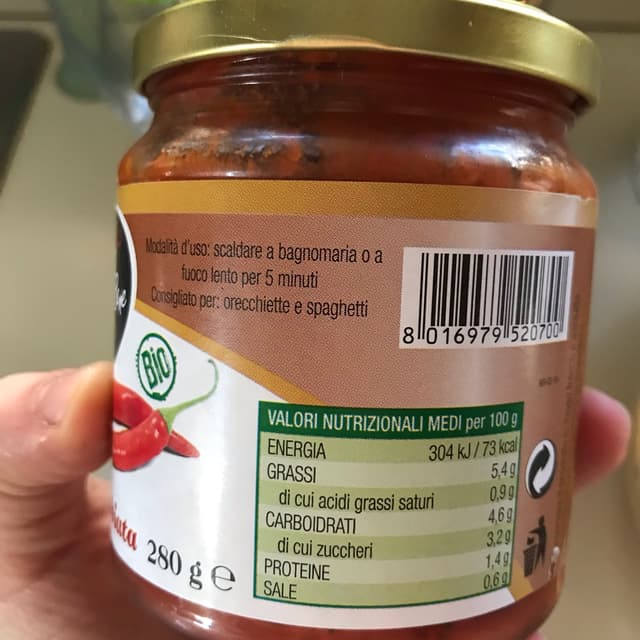 Modalità d'uso: scaldare a bagnomaria o a
fuoco lento per 5 minuti
Consigliato per: orecchiette e spaghetti
8 016979 520700
Bio
VALORI NUTRIZIONALI MEDI per 100 g
ENERGIA 304 kJ / 73 kcal
GRASSI 5,4 g
di cui acidi grassi saturi 0,9 g
CARBOIDRATI 4,6 g
di cui zuccheri 3,2 g
PROTEINE 1,4 g
SALE 0,6 g
280 g e